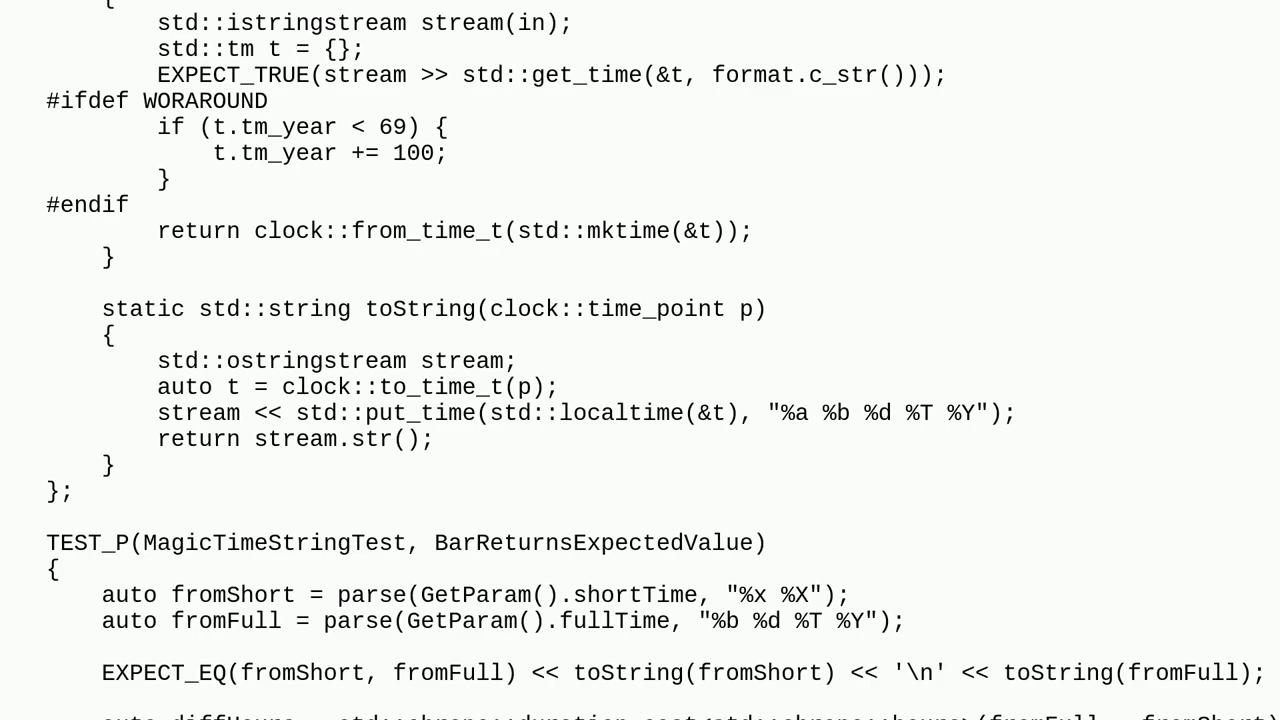 {
        std::istringstream stream(in);
        std::tm t = {};
        EXPECT_TRUE(stream >> std::get_time(&t, format.c_str()));
#ifdef WORAROUND
        if (t.tm_year < 69) {
            t.tm_year += 100;
        }
#endif
        return clock::from_time_t(std::mktime(&t));
    }

    static std::string toString(clock::time_point p)
    {
        std::ostringstream stream;
        auto t = clock::to_time_t(p);
        stream << std::put_time(std::localtime(&t), "%a %b %d %T %Y");
        return stream.str();
    }
};

TEST_P(MagicTimeStringTest, BarReturnsExpectedValue)
{
    auto fromShort = parse(GetParam().shortTime, "%x %X");
    auto fromFull = parse(GetParam().fullTime, "%b %d %T %Y");

    EXPECT_EQ(fromShort, fromFull) << toString(fromShort) << '\n' << toString(fromFull);